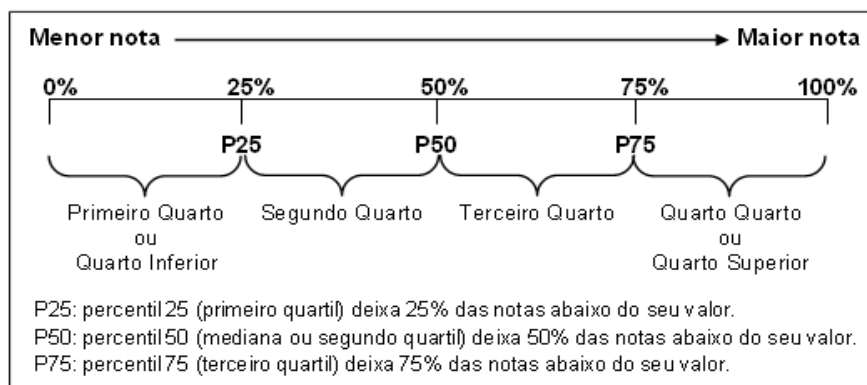 Menor nota Maior nota
0% 25% 50% 75% 100%
P25 P50 P75
Primeiro Quarto
ou
Quarto Inferior
Segundo Quarto
Terceiro Quarto
Quarto Quarto
ou
Quarto Superior
P25: percentil 25 (primeiro quartil) deixa 25% das notas abaixo do seu valor.
P50: percentil 50 (mediana ou segundo quartil) deixa 50% das notas abaixo do seu valor.
P75: percentil 75 (terceiro quartil) deixa 75% das notas abaixo do seu valor.